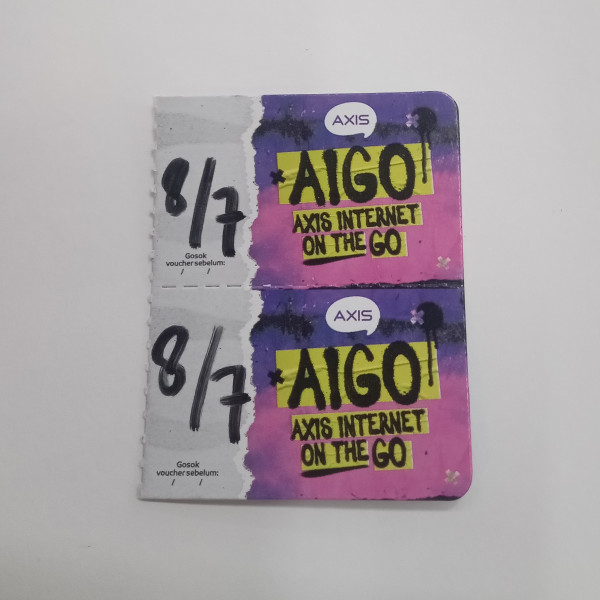 AXIS
AIGO!
AXIS INTERNET
ON THE GO
8/7
Gosok
voucher sebelum:
/ /
AXIS
AIGO!
AXIS INTERNET
ON THE GO
8/7
Gosok
voucher sebelum:
/ /